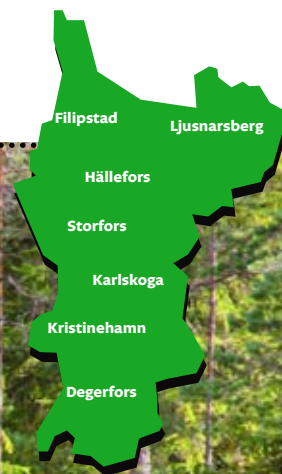 Filipstad
Ljusnarsberg
Hällefors
Storfors
Karlskoga
Kristinehamn
Degerfors